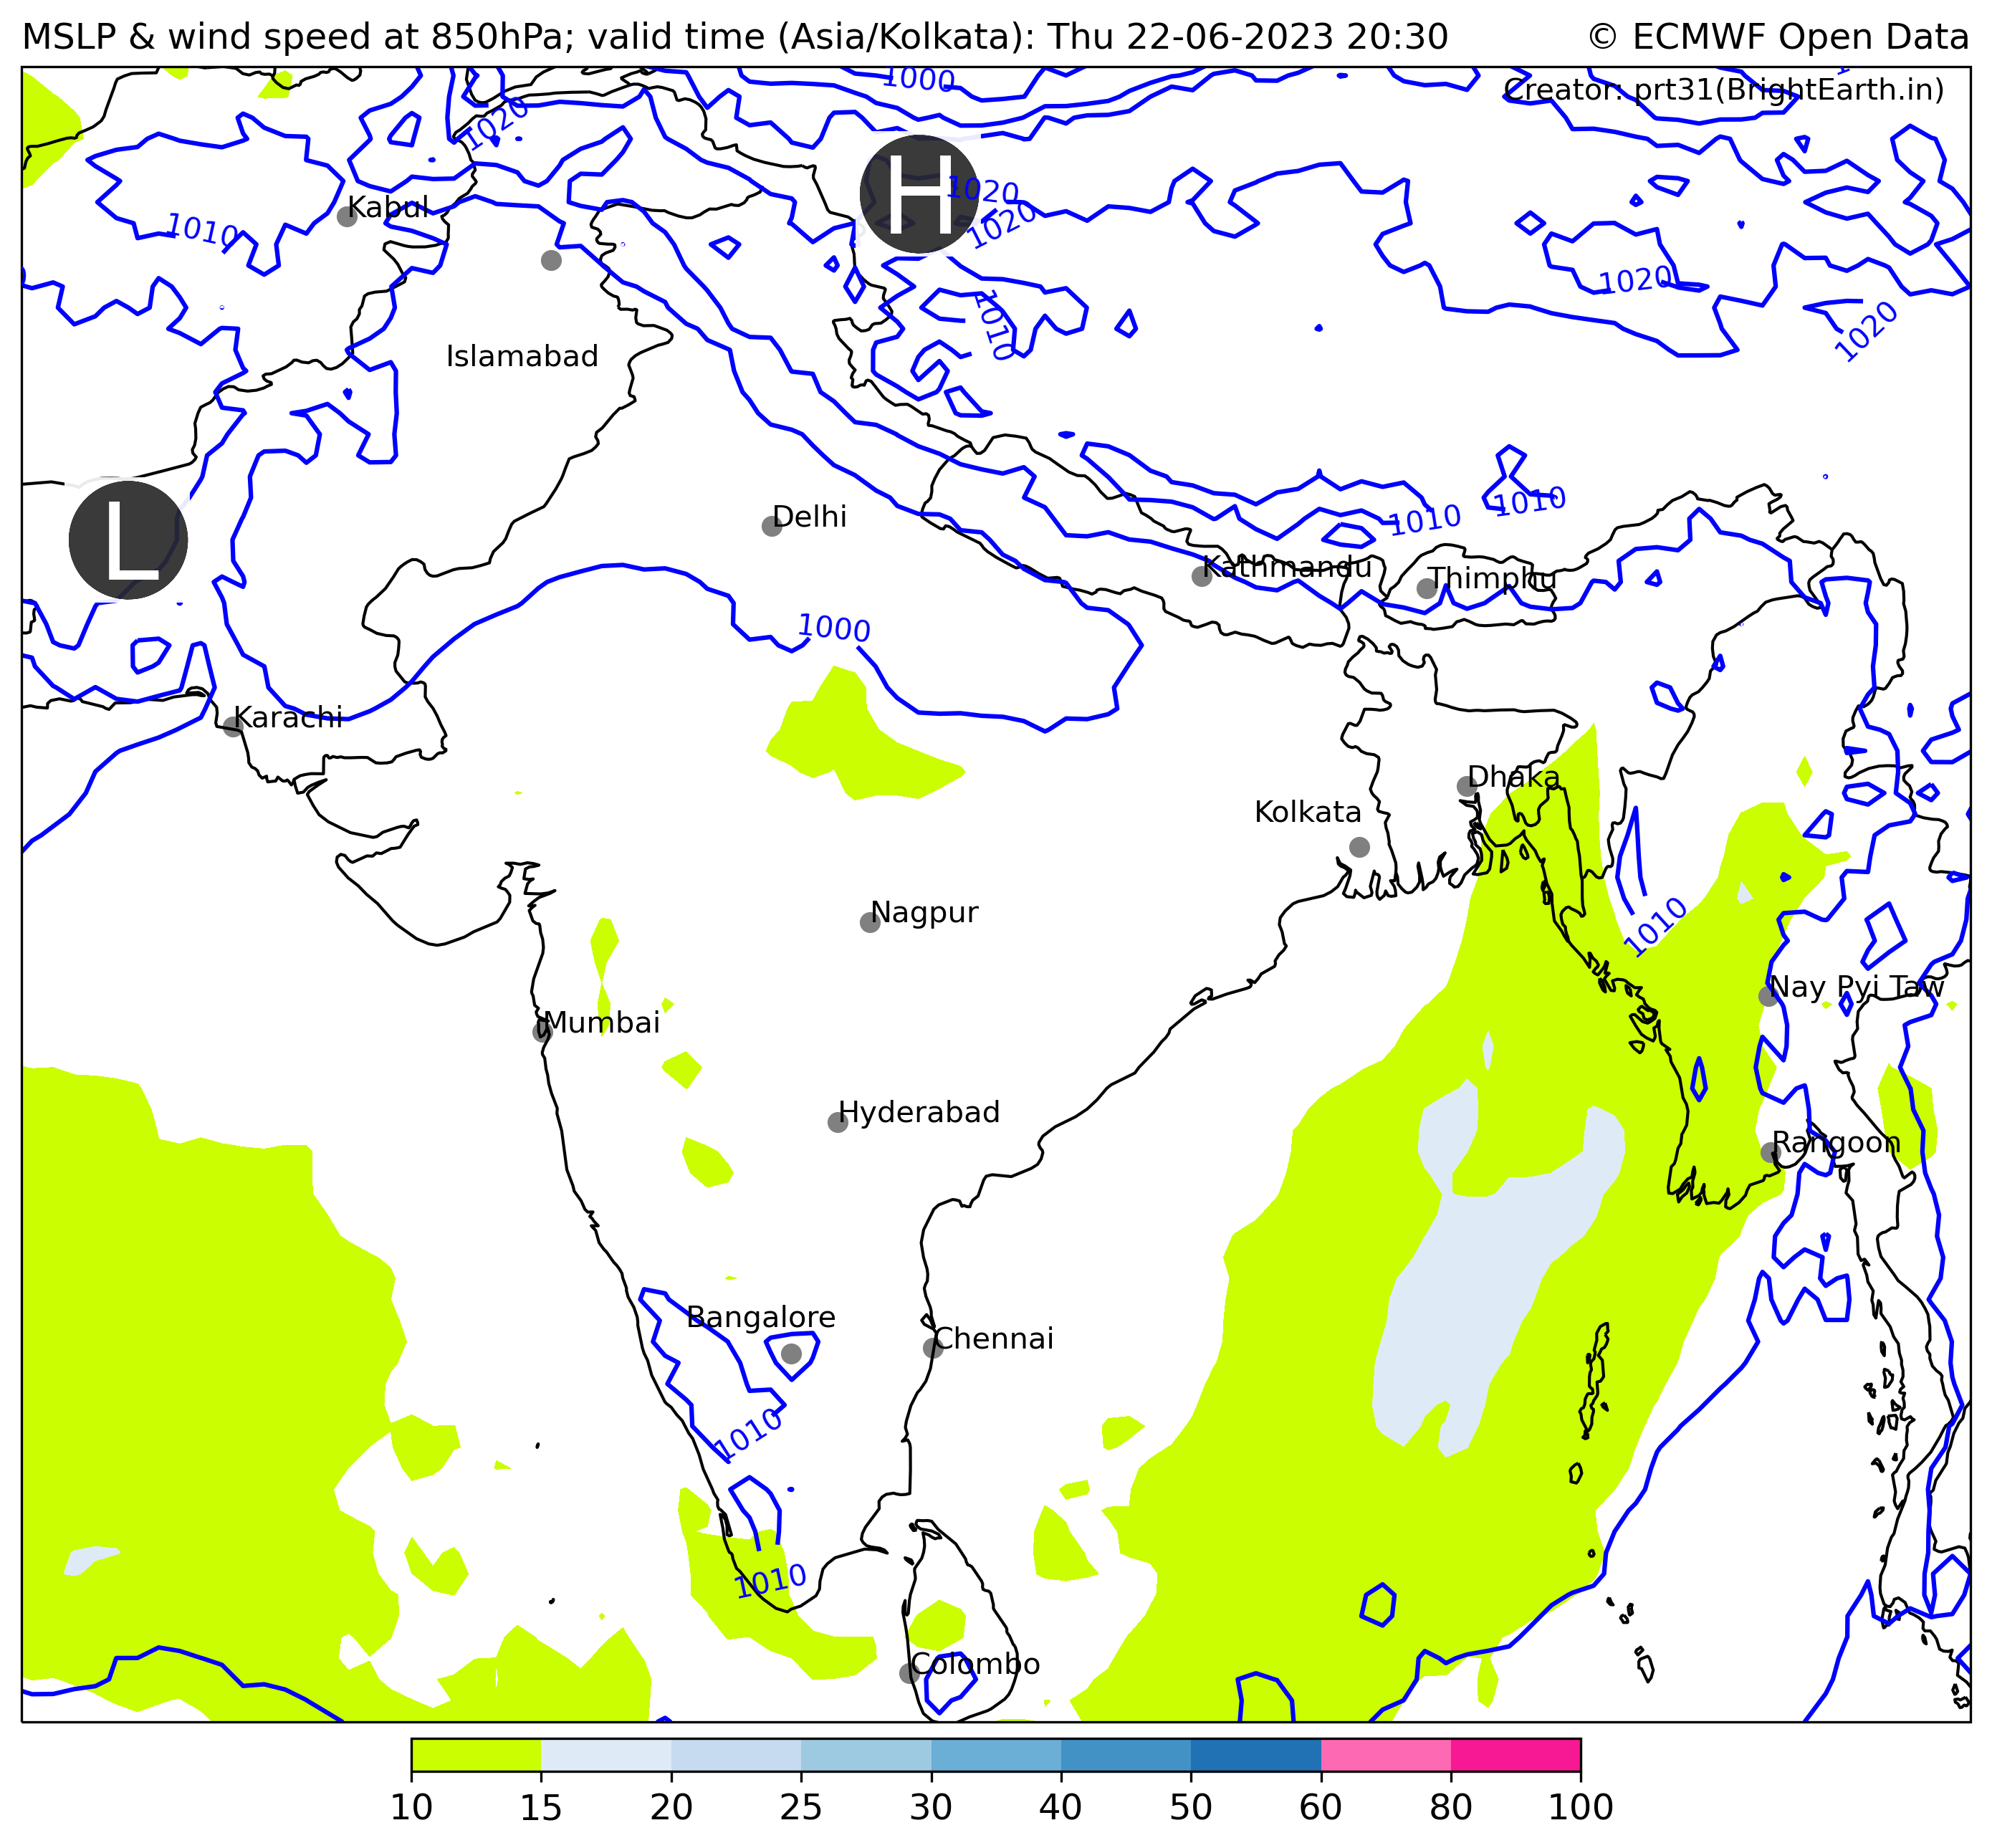 MSLP & wind speed at 850hPa; valid time (Asia/Kolkata): Thu 22-06-2023 20:30 © ECMWF Open Data
1000
Creator: prt31(BrightEarth.in)
1020
H
1020
1020
Kabul
1010
1020
1010
1020
Islamabad
1010
1010
L
Delhi
Kathmandu
Thimphu
1000
Karachi
Dhaka
Kolkata
Nagpur
1010
Nay Pyi Taw
Mumbai
Hyderabad
Rangoon
Bangalore
Chennai
1010
1010
Colombo
10 15 20 25 30 40 50 60 80 100